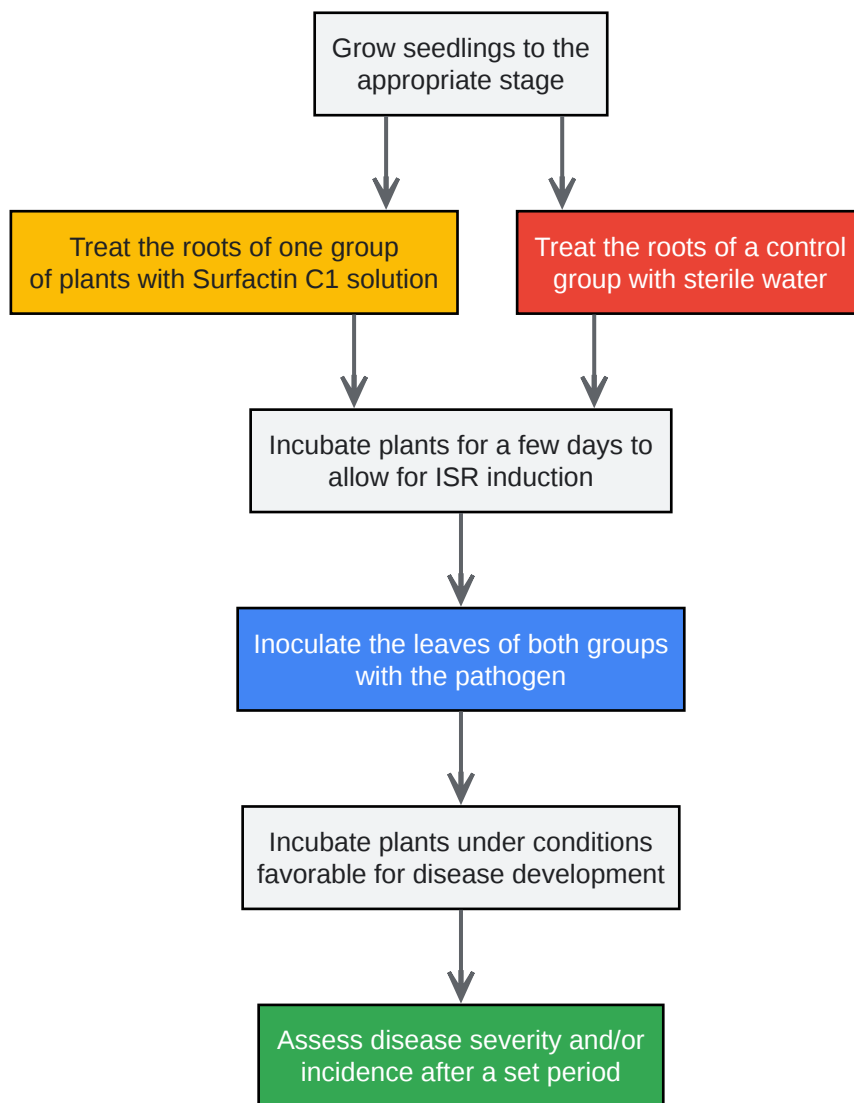 Grow seedlings to the
appropriate stage
Treat the roots of one group
of plants with Surfactin C1 solution
Treat the roots of a control
group with sterile water
Incubate plants for a few days to
allow for ISR induction
Inoculate the leaves of both groups
with the pathogen
Incubate plants under conditions
favorable for disease development
Assess disease severity and/or
incidence after a set period